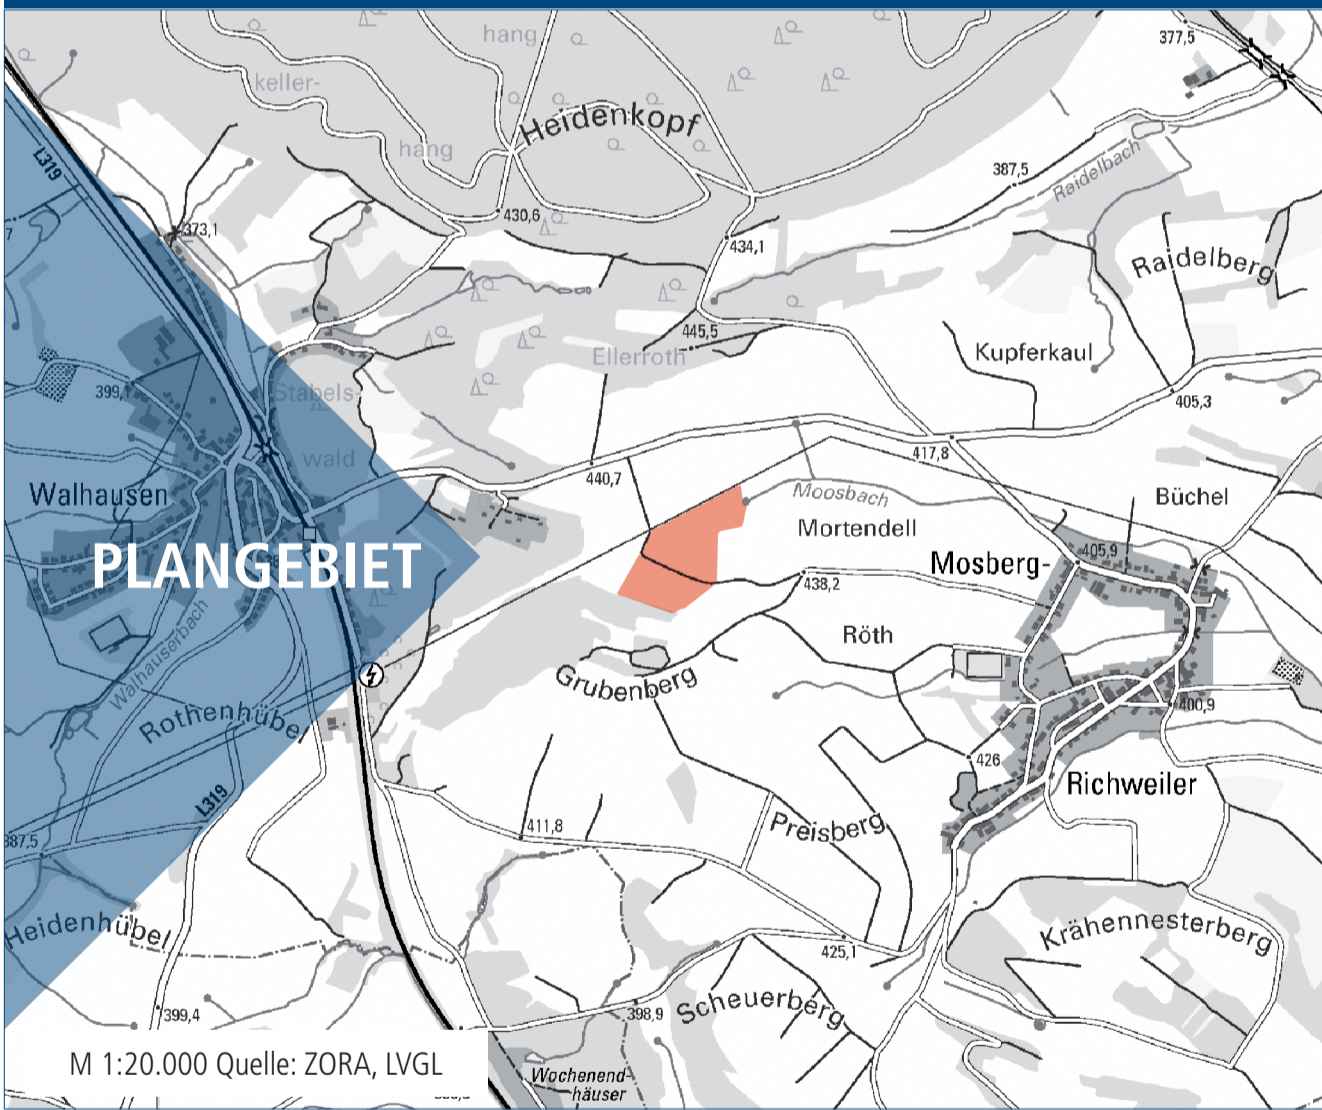 hang
377,5
keller-
Heidenkopf
hang
L319
387,5
Raidelbach
430,6
373,1
434,1
7
Raidelberg
445,5
Ellerroth
Kupferkaul
399,1
Stabels-
wald
405,3
417,8
440,7
Walhausen
Moosbach
Büchel
Mortendell
PLANGEBIET
Mosberg-
405,9
438,2
Röth
Walhauserbach
Grubenberg
Rothenhübel
400,9
426
L319
Richweiler
387,5
411,8
Preisberg
Heidenhübel
Krähennesterberg
425,1
399,4
398,9
Scheuerberg
M 1:20.000 Quelle: ZORA, LVGL
Wochenend-
häuser